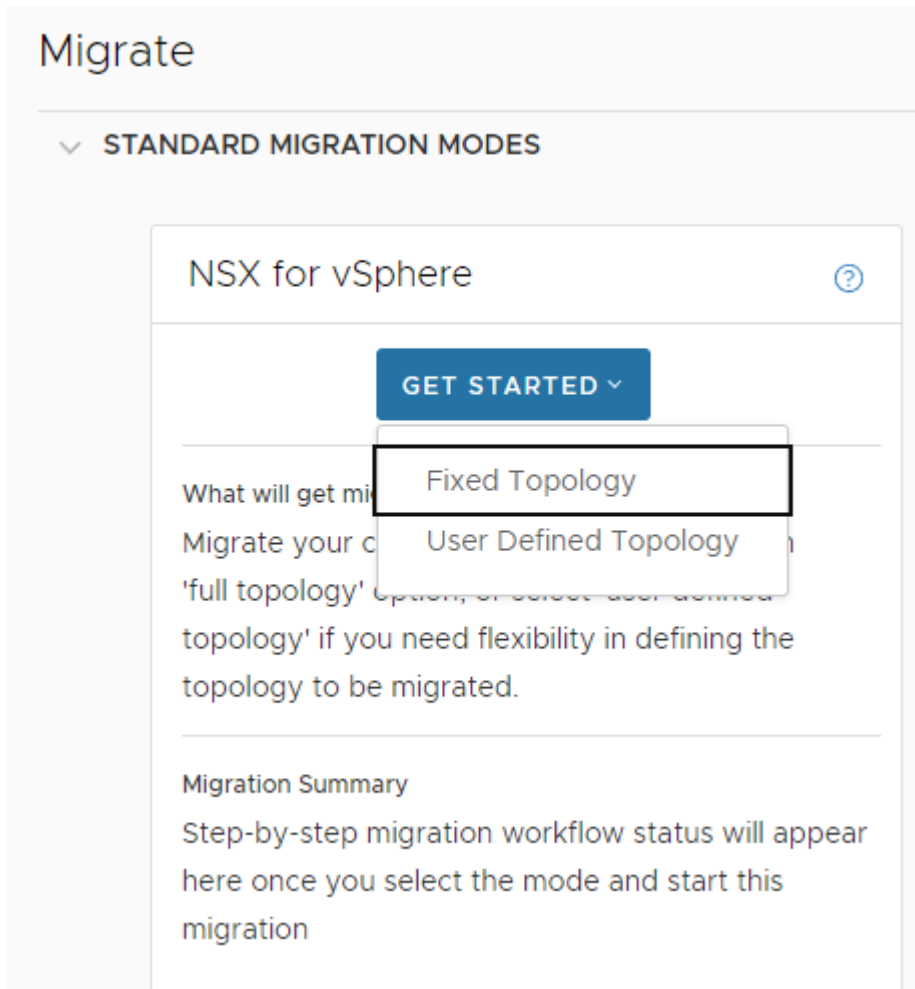 Migrate
STANDARD MIGRATION MODES
NSX for vSphere
GET STARTED
Fixed Topology
User Defined Topology
What will get
Migrate your
'full topology'
topology' if you need flexibility in defining the
topology to be migrated.
Migration Summary
Step-by-step migration workflow status will appear
here once you select the mode and start this
migration